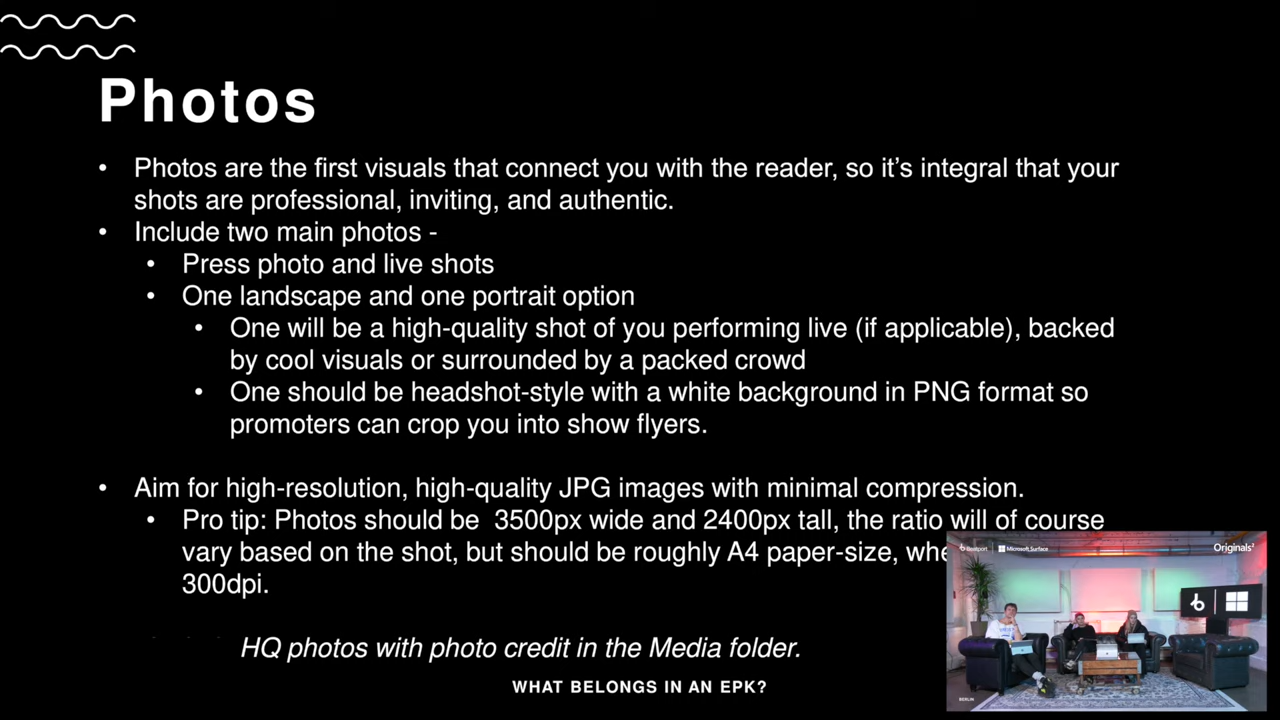 Photos
• Photos are the first visuals that connect you with the reader, so it’s integral that your
shots are professional, inviting, and authentic.
• Include two main photos -
• Press photo and live shots
• One landscape and one portrait option
• One will be a high-quality shot of you performing live (if applicable), backed
by cool visuals or surrounded by a packed crowd
• One should be headshot-style with a white background in PNG format so
promoters can crop you into show flyers.
• Aim for high-resolution, high-quality JPG images with minimal compression.
• Pro tip: Photos should be  3500px wide and 2400px tall, the ratio will of course
vary based on the shot, but should be roughly A4 paper-size, whe
300dpi.
beatport | Microsoft Surface
Originals
HQ photos with photo credit in the Media folder.
WHAT BELONGS IN AN EPK?
BERLIN